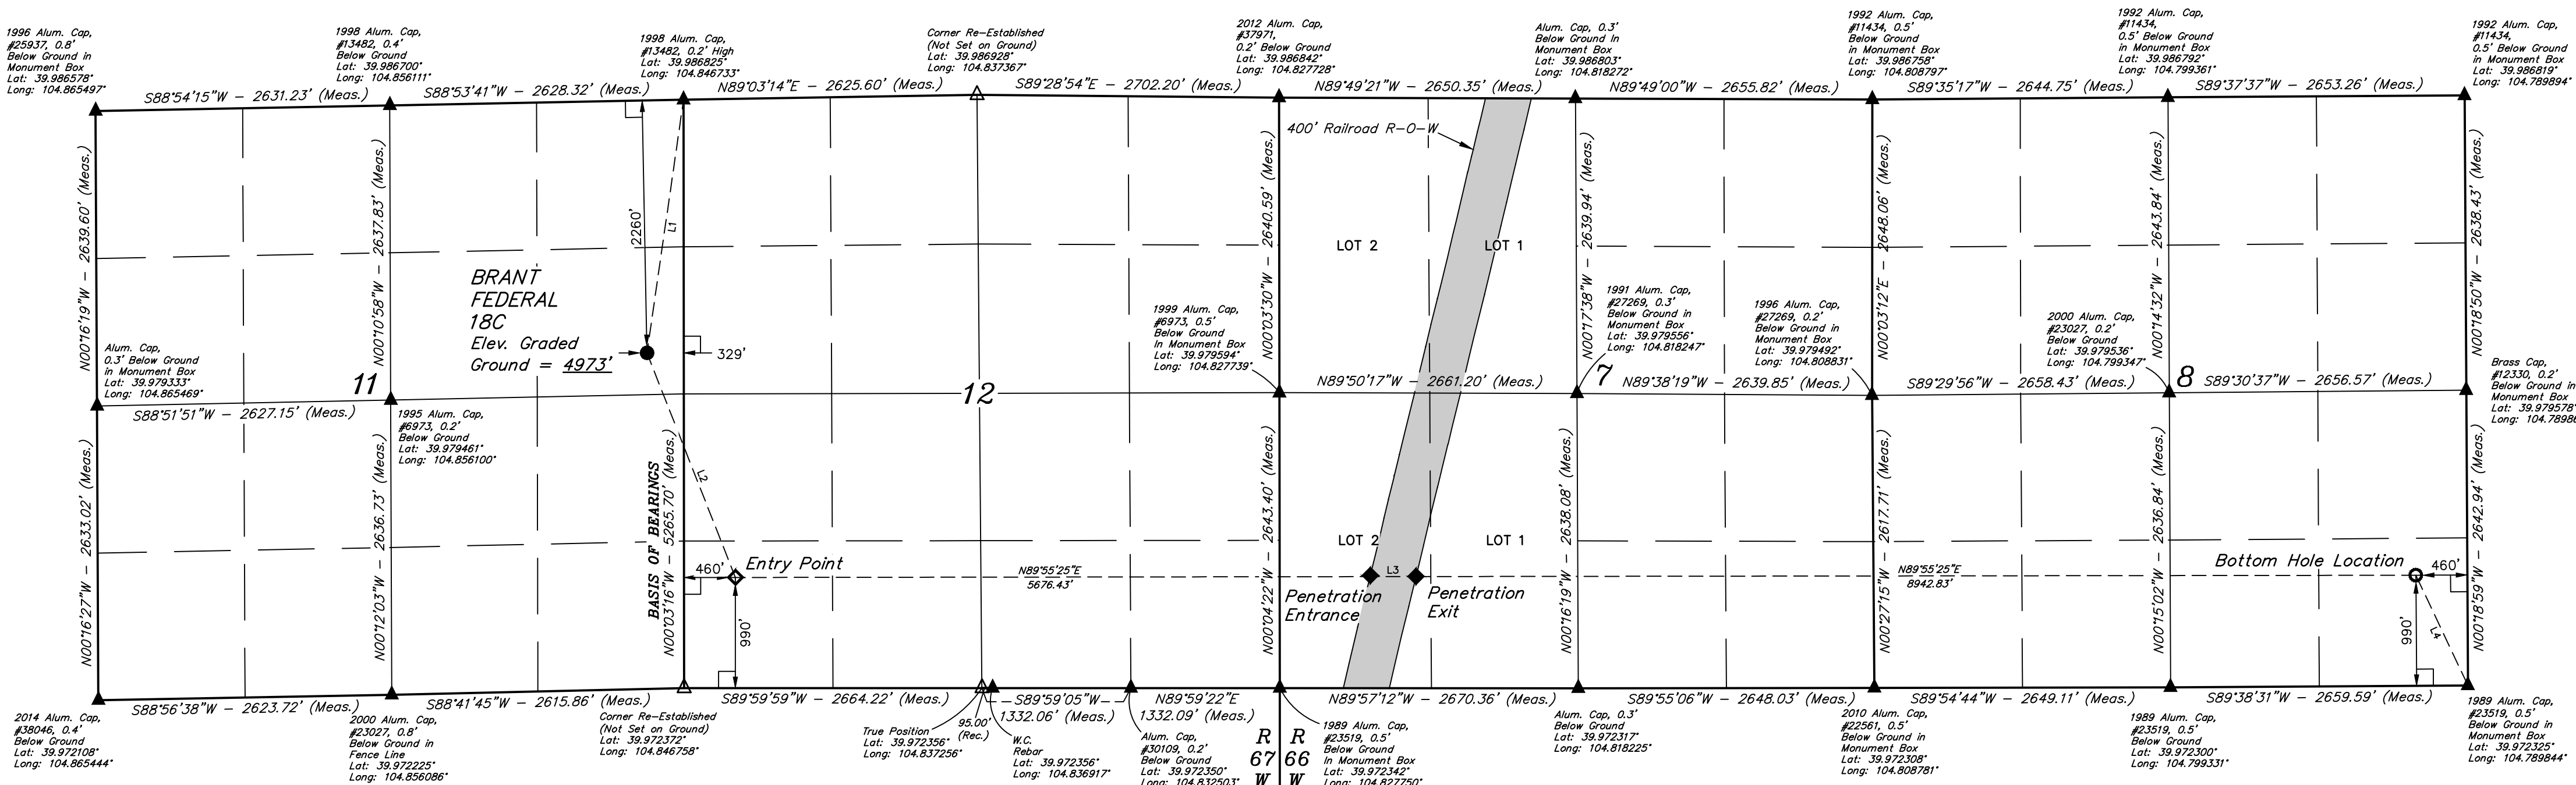 1996 Alum. Cap,
#25937, 0.8'
Below Ground in
Monument Box
Lat: 39.986578°
Long: 104.865497°
1998 Alum. Cap,
#13482, 0.4'
Below Ground
Lat: 39.986700°
Long: 104.856111°
1998 Alum. Cap,
#13482, 0.2' High
Lat: 39.986825°
Long: 104.846733°
Corner Re-Established
(Not Set on Ground)
Lat: 39.986928°
Long: 104.837367°
2012 Alum. Cap,
#37971,
0.2' Below Ground
Lat: 39.986842°
Long: 104.827728°
Alum. Cap, 0.3'
Below Ground In
Monument Box
Lat: 39.986803°
Long: 104.818272°
1992 Alum. Cap,
#11434, 0.5'
Below Ground
in Monument Box
Lat: 39.986758°
Long: 104.808797°
1992 Alum. Cap,
#11434,
0.5' Below Ground
in Monument Box
Lat: 39.986792°
Long: 104.799361°
1992 Alum. Cap,
#11434,
0.5' Below Ground
in Monument Box
Lat: 39.986819°
Long: 104.789894°
S88°54'15"W - 2631.23' (Meas.)
S88°53'41"W - 2628.32' (Meas.)
N89°03'14"E - 2625.60' (Meas.)
S89°28'54"E - 2702.20' (Meas.)
N89°49'21"W - 2650.35' (Meas.)
N89°49'00"W - 2655.82' (Meas.)
S89°35'17"W - 2644.75' (Meas.)
S89°37'37"W - 2653.26' (Meas.)
N00°16'19"W - 2639.60' (Meas.)
N00°10'58"W - 2637.83' (Meas.)
2260'
L1
N00°03'30"W - 2640.59' (Meas.)
400' Railroad R-O-W
LOT 2
LOT 1
N00°17'38"W - 2639.94' (Meas.)
N00°03'12"E - 2648.06' (Meas.)
N00°14'32"W - 2643.84' (Meas.)
N00°18'50"W - 2638.43' (Meas.)
BRANT
FEDERAL
18C
Elev. Graded
Ground = 4973'
329'
Alum. Cap,
0.3' Below Ground
in Monument Box
Lat: 39.979333°
Long: 104.865469°
11
12
7
8
1999 Alum. Cap,
#6973, 0.5'
Below Ground
In Monument Box
Lat: 39.979594°
Long: 104.827739°
1991 Alum. Cap,
#27269, 0.3'
Below Ground in
Monument Box
Lat: 39.979556°
Long: 104.818247°
1996 Alum. Cap,
#27269, 0.2'
Below Ground in
Monument Box
Lat: 39.979492°
Long: 104.808831°
2000 Alum. Cap,
#23027, 0.2'
Below Ground
Lat: 39.979536°
Long: 104.799347°
Brass Cap,
#12330, 0.2'
Below Ground in
Monument Box
Lat: 39.979578°
Long:
S88°51'51"W - 2627.15' (Meas.)
1995 Alum. Cap,
#6973, 0.2'
Below Ground
Lat: 39.979461°
Long: 104.856100°
N89°50'17"W - 2661.20' (Meas.)
N89°38'19"W - 2639.85' (Meas.)
S89°29'56"W - 2658.43' (Meas.)
S89°30'37"W - 2656.57' (Meas.)
N00°16'27"W - 2633.02' (Meas.)
N00°12'03"W - 2636.73' (Meas.)
BASIS OF BEARINGS
N00°03'16"W - 5265.70' (Meas.)
L2
460'
990'
Entry Point
N89°55'25"E
5676.43'
N00°04'22"W - 2643.40' (Meas.)
LOT 2
LOT 1
L3
Penetration
Entrance
Penetration
Exit
N00°16'19"W - 2638.08' (Meas.)
N00°27'15"W - 2617.71' (Meas.)
N89°55'25"E
8942.83'
N00°15'02"W - 2636.84' (Meas.)
Bottom Hole Location
460'
990'
L4
N00°18'59"W - 2642.94' (Meas.)
S88°56'38"W - 2623.72' (Meas.)
S88°41'45"W - 2615.86' (Meas.)
S89°59'59"W - 2664.22' (Meas.)
S89°59'05"W
1332.06' (Meas.)
N89°59'22"E
1332.09' (Meas.)
N89°57'12"W - 2670.36' (Meas.)
S89°55'06"W - 2648.03' (Meas.)
S89°54'44"W - 2649.11' (Meas.)
S89°38'31"W - 2659.59' (Meas.)
2014 Alum. Cap,
#38046, 0.4'
Below Ground
Lat: 39.972108°
Long: 104.865444°
2000 Alum. Cap,
#23027, 0.8'
Below Ground in
Fence Line
Lat: 39.972225°
Long: 104.856086°
Corner Re-Established
(Not Set on Ground)
Lat: 39.972372°
Long: 104.846758°
True Position
Lat: 39.972356°
Long: 104.837256°
95.00'
(Rec.)
W.C.
Rebar
Lat: 39.972356°
Long: 104.836917°
Alum. Cap,
#30109, 0.2'
Below Ground
Lat: 39.972350°
Long: 104.832503°
R R
67 66
W W
1989 Alum. Cap,
#23519, 0.5'
Below Ground
In Monument Box
Lat: 39.972342°
Long: 104.827750°
Alum. Cap, 0.3'
Below Ground
Lat: 39.972317°
Long: 104.818225°
2010 Alum. Cap,
#22561, 0.5'
Below Ground in
Monument Box
Lat: 39.972308°
Long: 104.808781°
1989 Alum. Cap,
#23519, 0.5'
Below Ground
Lat: 39.972300°
Long: 104.799331°
1989 Alum. Cap,
#23519, 0.5'
Below Ground in
Monument Box
Lat: 39.972325°
Long: 104.789844°